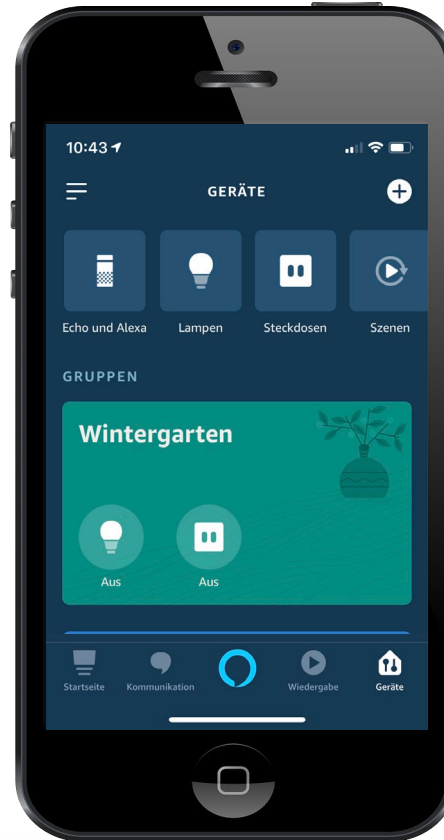 10:43
GERÄTE
Echo und Alexa Lampen Steckdosen Szenen
GRUPPEN
Wintergarten
Aus Aus
Startseite Kommunikation Wiedergabe Geräte